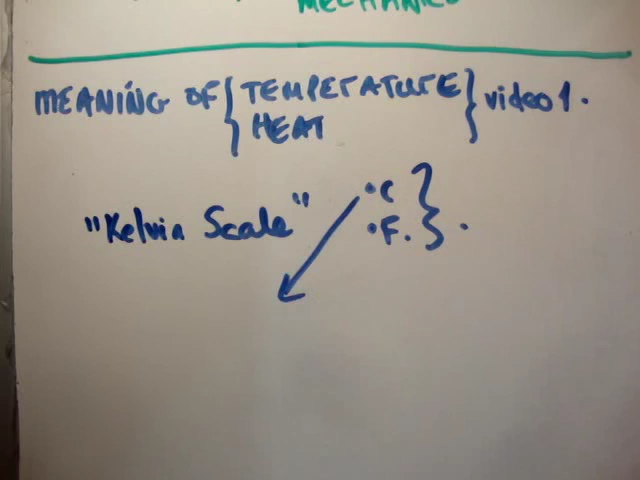 MECHANICS
MEANING OF { TEMPERATURE } video 1.
HEAT
"Kelvin Scale" °C
°F.